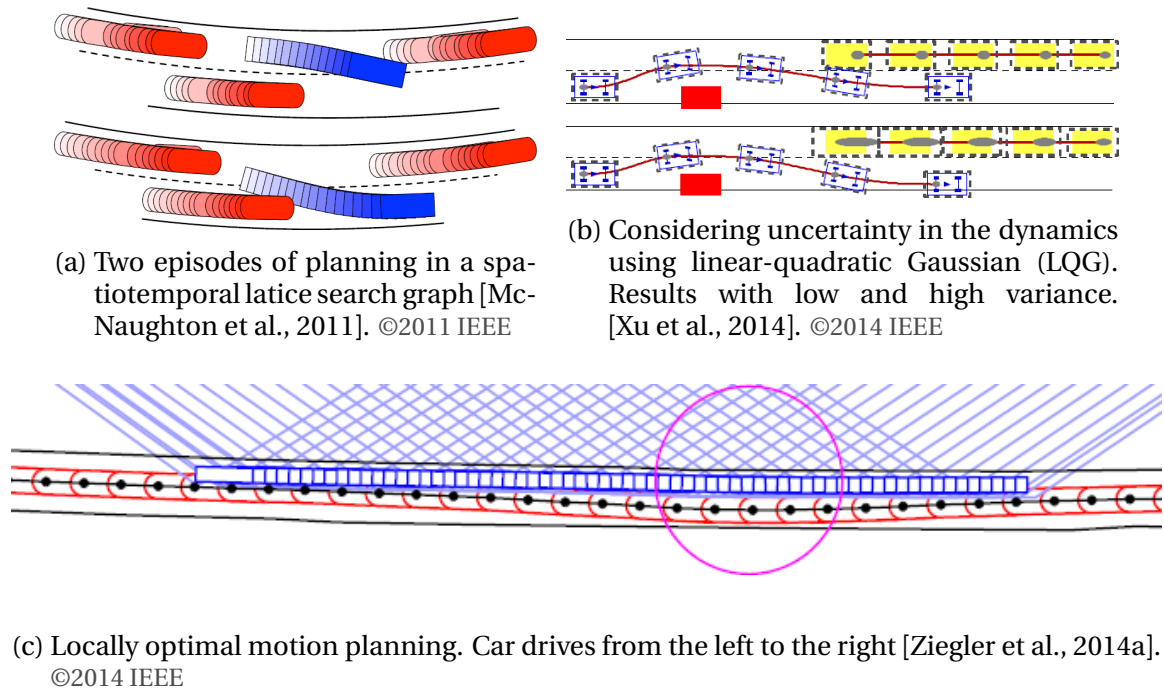 (a) Two episodes of planning in a spa-
tiotemporal latice search graph [Mc-
Naughton et al., 2011]. ©2011 IEEE
(b) Considering uncertainty in the dynamics
using linear-quadratic Gaussian (LQG).
Results with low and high variance.
[Xu et al., 2014]. ©2014 IEEE
(c) Locally optimal motion planning. Car drives from the left to the right [Ziegler et al., 2014a].
©2014 IEEE